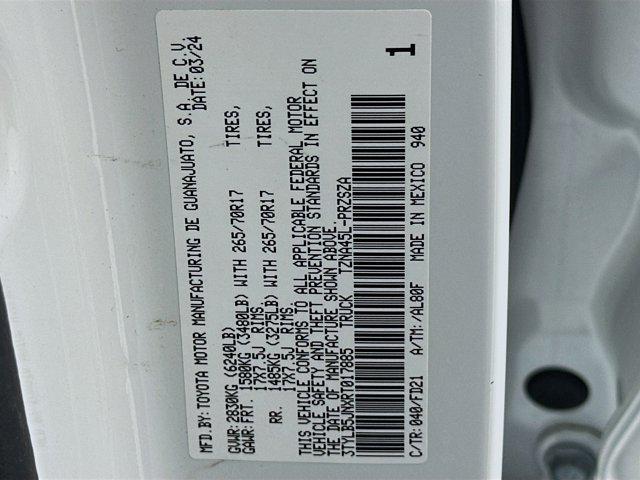 MFD.BY:TOYOTA MOTOR MANUFACTURING DE GUANAJUATO, S.A. DE C.V.
DATE: 03/24
GVWR: 2830KG (6240LB)
GAWR: FRT. 1580KG (3480LB) WITH 265/70R17 TIRES,
17X7.5J RIMS,
RR. 1485KG (3275LB) WITH 265/70R17 TIRES,
17X7.5J RIMS,
THIS VEHICLE CONFORMS TO ALL APPLICABLE FEDERAL MOTOR
VEHICLE SAFETY AND THEFT PREVENTION STANDARDS IN EFFECT ON
THE DATE OF MANUFACTURE SHOWN ABOVE.
3TYLB5JNXRT017885 TRUCK TZNA45L-PRZSZA
1
C/TR: 040/FD21 A/TM: /AL80F MADE IN MEXICO 940